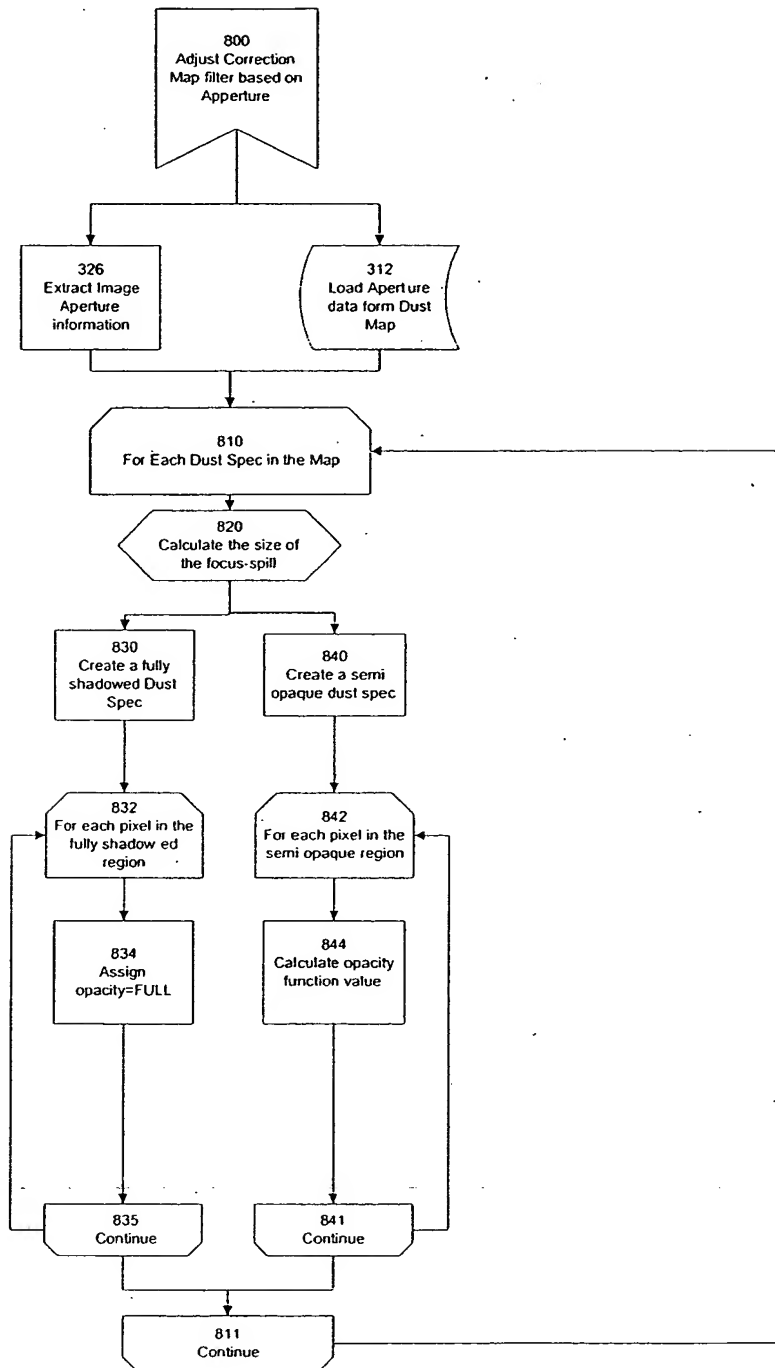 800
Adjust Correction
Map filter based on
Apperture
326
Extract Image
Aperture
information
312
Load Aperture
data form Dust
Map
810
For Each Dust Spec in the Map
820
Calculate the size of
the focus-spill
830
Create a fully
shadowed Dust
Spec
840
Create a semi
opaque dust spec
832
For each pixel in the
fully shadow ed
region
842
For each pixel in the
semi opaque region
834
Assign
opacity=FULL
844
Calculate opacity
function value
835
Continue
841
Continue
811
Continue